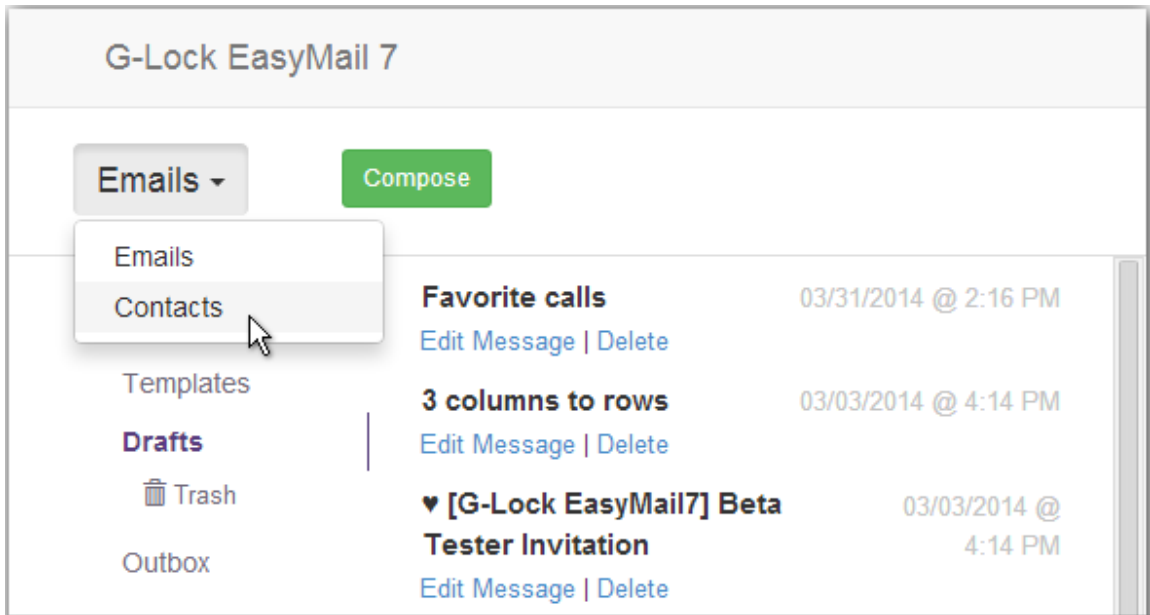 G-Lock EasyMail 7
Emails
Compose
Emails
Contacts
Templates
Drafts
Trash
Outbox
Favorite calls 03/31/2014 @ 2:16 PM
Edit Message | Delete
3 columns to rows 03/03/2014 @ 4:14 PM
Edit Message | Delete
♥ [G-Lock EasyMail7] Beta 03/03/2014 @
Tester Invitation 4:14 PM
Edit Message | Delete